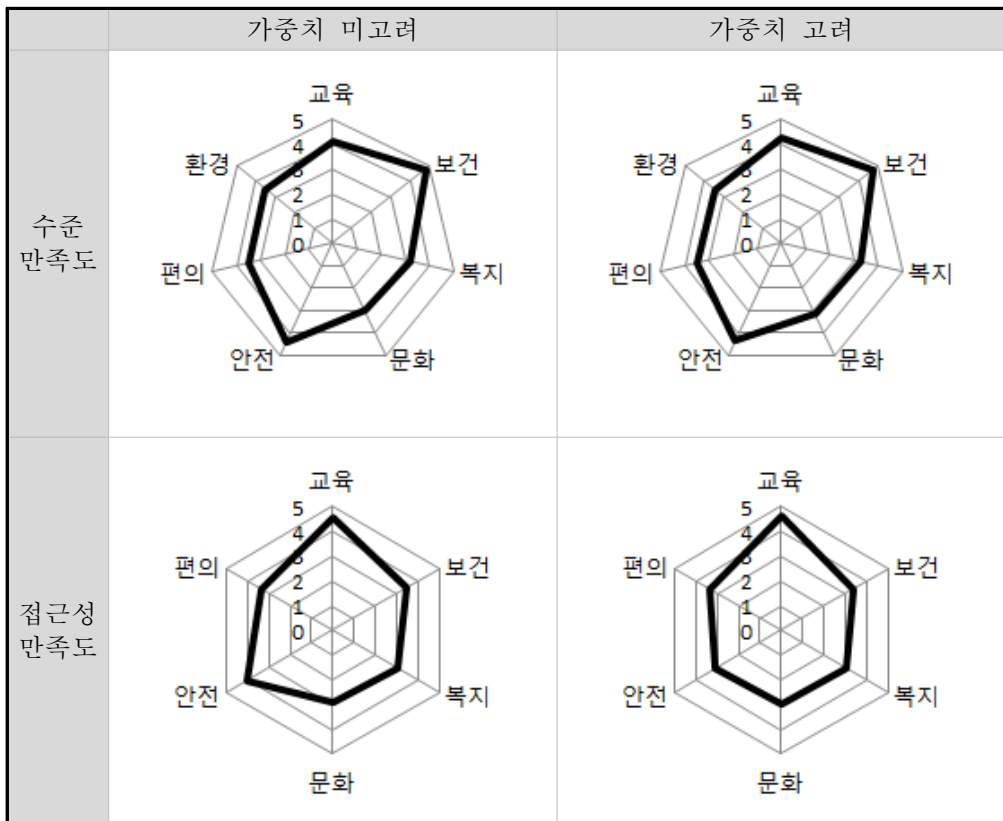 가중치 미고려
가중치 고려
수준
만족도
교육
보건
복지
문화
안전
편의
환경
5
4
3
2
1
0
교육
보건
복지
문화
안전
편의
환경
5
4
3
2
1
0
접근성
만족도
교육
보건
복지
문화
안전
편의
5
4
3
2
1
0
교육
보건
복지
문화
안전
편의
5
4
3
2
1
0